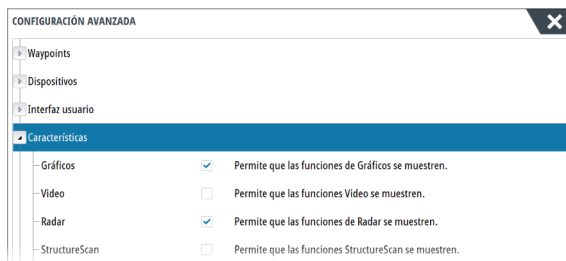 CONFIGURACIÓN AVANZADA
Waypoints
Dispositivos
Interfaz usuario
Características
Gráficos Permite que las funciones de Gráficos se muestren.
Video Permite que las funciones Video se muestren.
Radar Permite que las funciones de Radar se muestren.
StructureScan Permite que las funciones StructureScan se muestren.